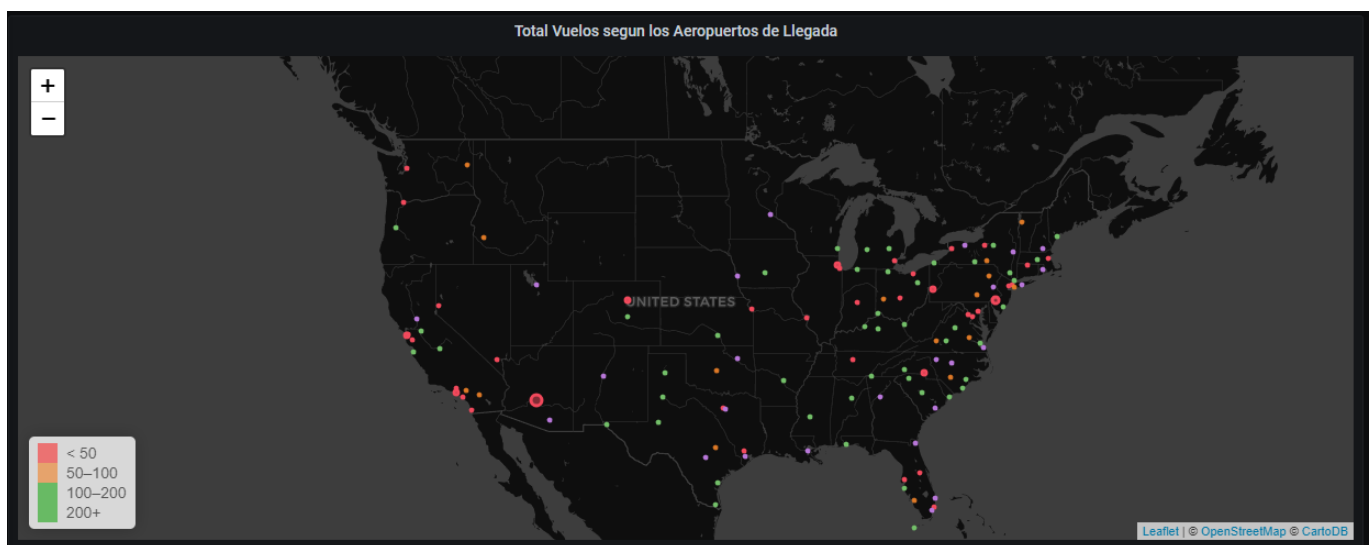 Total Vuelos segun los Aeropuertos de Llegada
+
−
UNITED STATES
< 50
50–100
100–200
200+
Leaflet | © OpenStreetMap © CartoDB